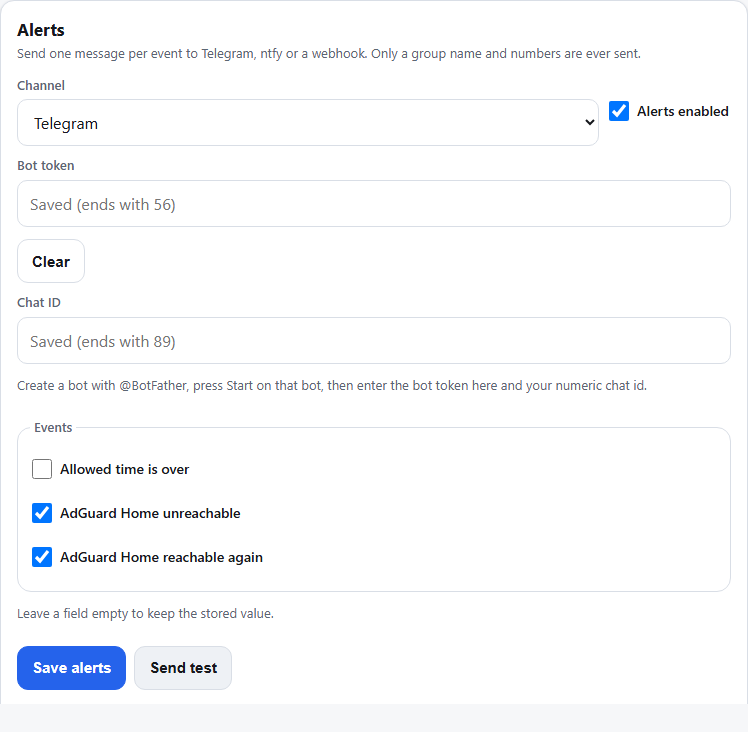 Alerts
Send one message per event to Telegram, ntfy or a webhook. Only a group name and numbers are ever sent.
Channel
Telegram
Alerts enabled
Bot token
Saved (ends with 56)
Clear
Chat ID
Saved (ends with 89)
Create a bot with @BotFather, press Start on that bot, then enter the bot token here and your numeric chat id.
Events
Allowed time is over
AdGuard Home unreachable
AdGuard Home reachable again
Leave a field empty to keep the stored value.
Save alerts
Send test